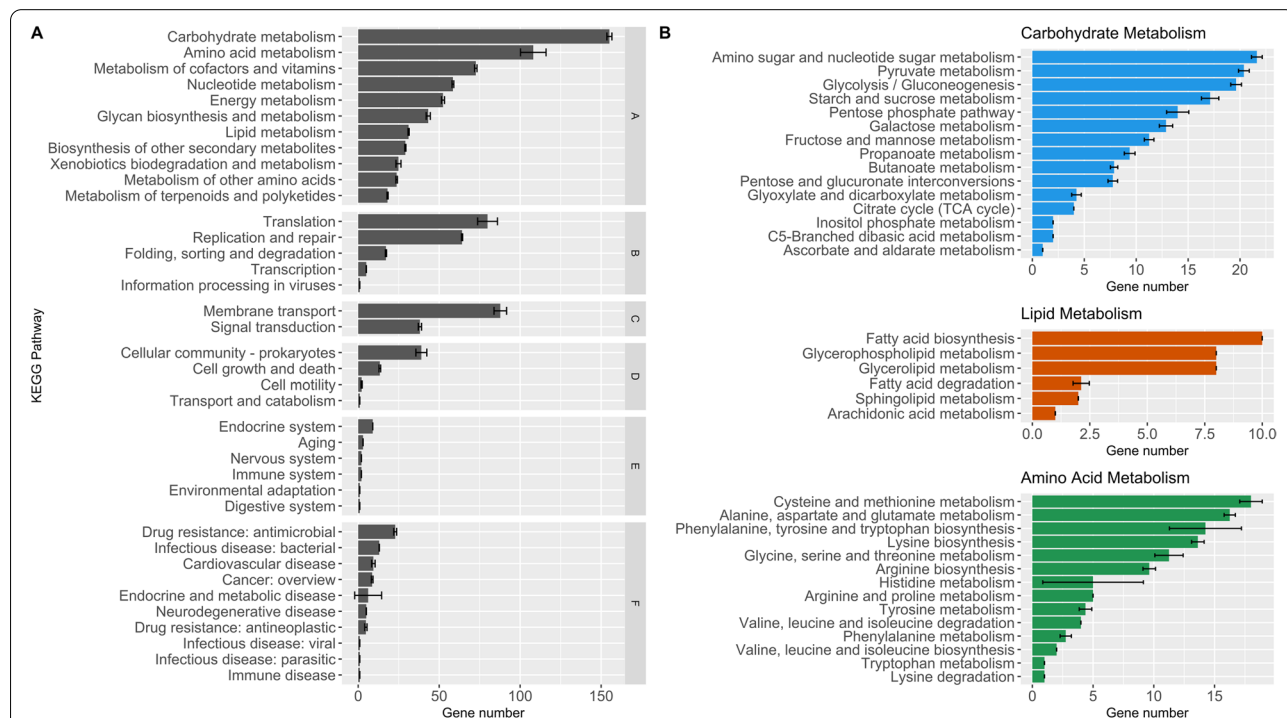 A
KEGG Pathway
Carbohydrate metabolism
Amino acid metabolism
Metabolism of cofactors and vitamins
Nucleotide metabolism
Energy metabolism
Glycan biosynthesis and metabolism
Lipid metabolism
Biosynthesis of other secondary metabolites
Xenobiotics biodegradation and metabolism
Metabolism of other amino acids
Metabolism of terpenoids and polyketides
A
Translation
Replication and repair
Folding, sorting and degradation
Transcription
Information processing in viruses
B
Membrane transport
Signal transduction
C
Cellular community - prokaryotes
Cell growth and death
Cell motility
Transport and catabolism
D
Endocrine system
Aging
Nervous system
Immune system
Environmental adaptation
Digestive system
E
Drug resistance: antimicrobial
Infectious disease: bacterial
Cardiovascular disease
Cancer: overview
Endocrine and metabolic disease
Neurodegenerative disease
Drug resistance: antineoplastic
Infectious disease: viral
Infectious disease: parasitic
Immune disease
F
0 50 100 150
Gene number
B
Carbohydrate Metabolism
Amino sugar and nucleotide sugar metabolism
Pyruvate metabolism
Glycolysis / Gluconeogenesis
Starch and sucrose metabolism
Pentose phosphate pathway
Galactose metabolism
Fructose and mannose metabolism
Propanoate metabolism
Butanoate metabolism
Pentose and glucuronate interconversions
Glyoxylate and dicarboxylate metabolism
Citrate cycle (TCA cycle)
Inositol phosphate metabolism
C5-Branched dibasic acid metabolism
Ascorbate and aldarate metabolism
0 5 10 15 20
Gene number
Lipid Metabolism
Fatty acid biosynthesis
Glycerophospholipid metabolism
Glycerolipid metabolism
Fatty acid degradation
Sphingolipid metabolism
Arachidonic acid metabolism
0.0 2.5 5.0 7.5 10.0
Gene number
Amino Acid Metabolism
Cysteine and methionine metabolism
Alanine, aspartate and glutamate metabolism
Phenylalanine, tyrosine and tryptophan biosynthesis
Lysine biosynthesis
Glycine, serine and threonine metabolism
Arginine biosynthesis
Histidine metabolism
Arginine and proline metabolism
Tyrosine metabolism
Valine, leucine and isoleucine degradation
Phenylalanine metabolism
Valine, leucine and isoleucine biosynthesis
Tryptophan metabolism
Lysine degradation
0 5 10 15
Gene number